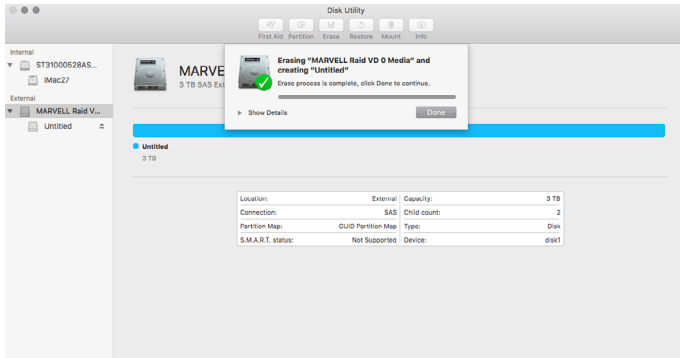 Disk Utility
First Aid Partition Erase Restore Mount Info
Internal
ST31000528AS...
iMac27
External
MARVELL Raid V...
Untitled
MARVE
3 TB SAS Ext
Erasing "MARVELL Raid VD 0 Media" and
creating "Untitled"
Erase process is complete, click Done to continue.
Show Details
Done
Untitled
3 TB
Location: External Capacity: 3 TB
Connection: SAS Child count: 2
Partition Map: GUID Partition Map Type: Disk
S.M.A.R.T. status: Not Supported Device: disk1